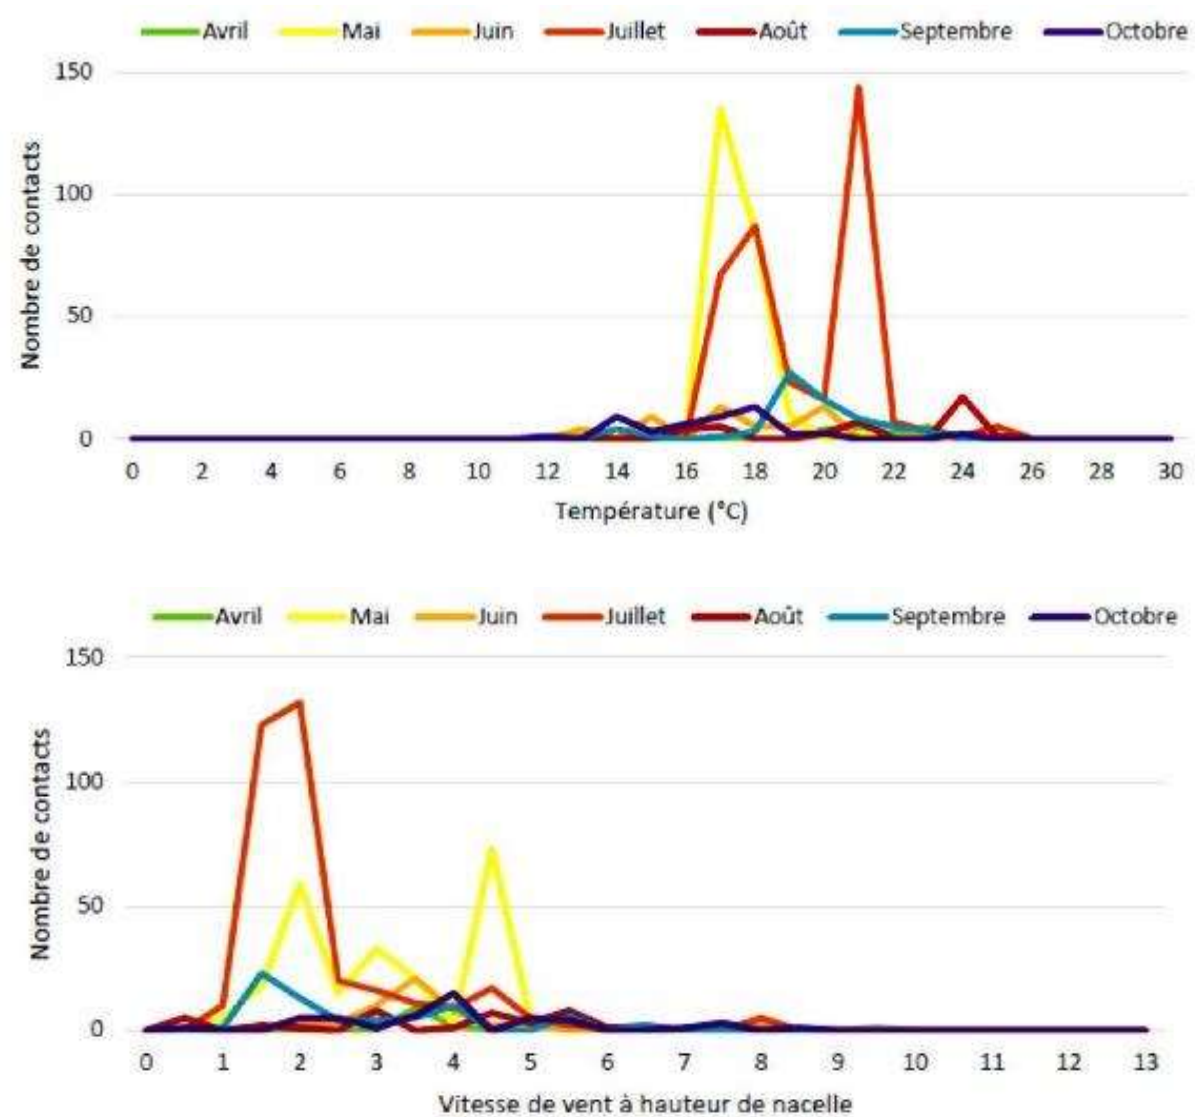 Avril Mai Juin Juillet Août Septembre Octobre
150
100
50
0
Nombre de contacts
0 2 4 6 8 10 12 14 16 18 20 22 24 26 28 30
Température (°C)
Avril Mai Juin Juillet Août Septembre Octobre
150
100
50
0
Nombre de contacts
0 1 2 3 4 5 6 7 8 9 10 11 12 13
Vitesse de vent à hauteur de nacelle